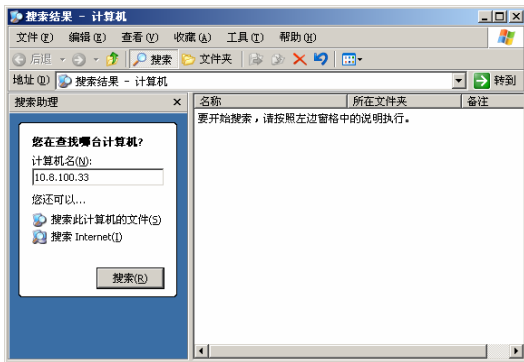 搜索结果 - 计算机
文件(F) 编辑(E) 查看(V) 收藏(A) 工具(T) 帮助(H)
后退 搜索 文件夹
地址(D) 搜索结果 - 计算机 转到
搜索助理 × 名称 所在文件夹 备注
要开始搜索，请按照左边窗格中的说明执行。
您在查找哪台计算机?
计算机名(N):
10.8.100.33
您还可以...
搜索此计算机的文件(S)
搜索 Internet(I)
搜索(R)